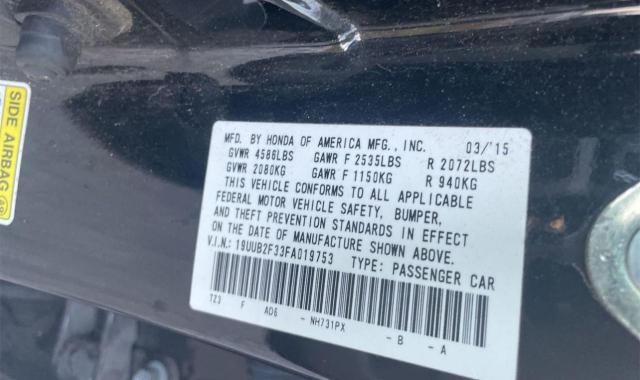 SIDE AIRBAG
MFD. BY HONDA OF AMERICA MFG., INC. 03/'15
GVWR 4586LBS GAWR F 2535LBS R 2072LBS
GVWR 2080KG GAWR F 1150KG R 940KG
THIS VEHICLE CONFORMS TO ALL APPLICABLE
FEDERAL MOTOR VEHICLE SAFETY, BUMPER,
AND THEFT PREVENTION STANDARDS IN EFFECT
ON THE DATE OF MANUFACTURE SHOWN ABOVE.
V.I.N.: 19UUB2F33FA019753 TYPE: PASSENGER CAR
TZ3 F AD6 - NH731PX - B - A